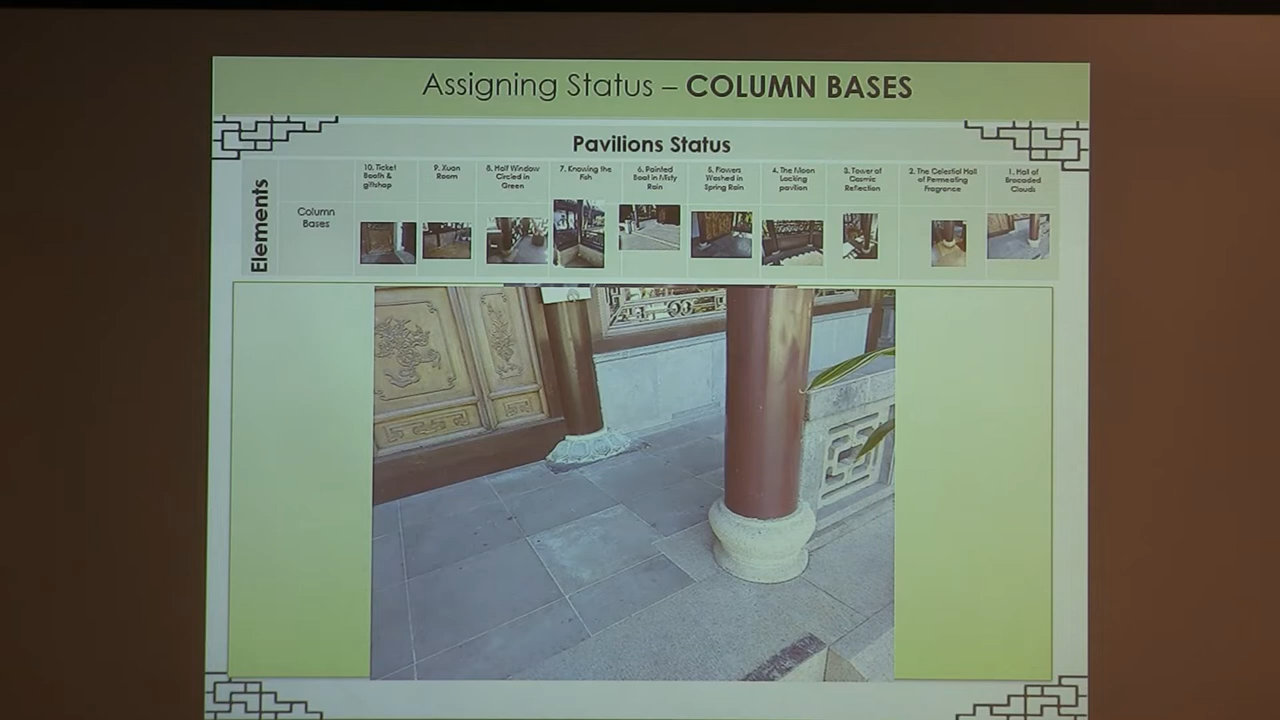 Assigning Status – COLUMN BASES
Pavilions Status
10. Ticket
Booth &
giftshop
9. Xuan
Room
8. Half Window
Circled in
Green
7. Knowing the
Fish
6. Painted
Boat in Misty
Rain
5. Flowers
Washed in
Spring Rain
4. The Moon
Locking
pavilion
3. Tower of
Cosmic
Reflection
2. The Celestial Hall
of Permeating
Fragrance
1. Hall of
Brocaded
Clouds
Elements
Column
Bases